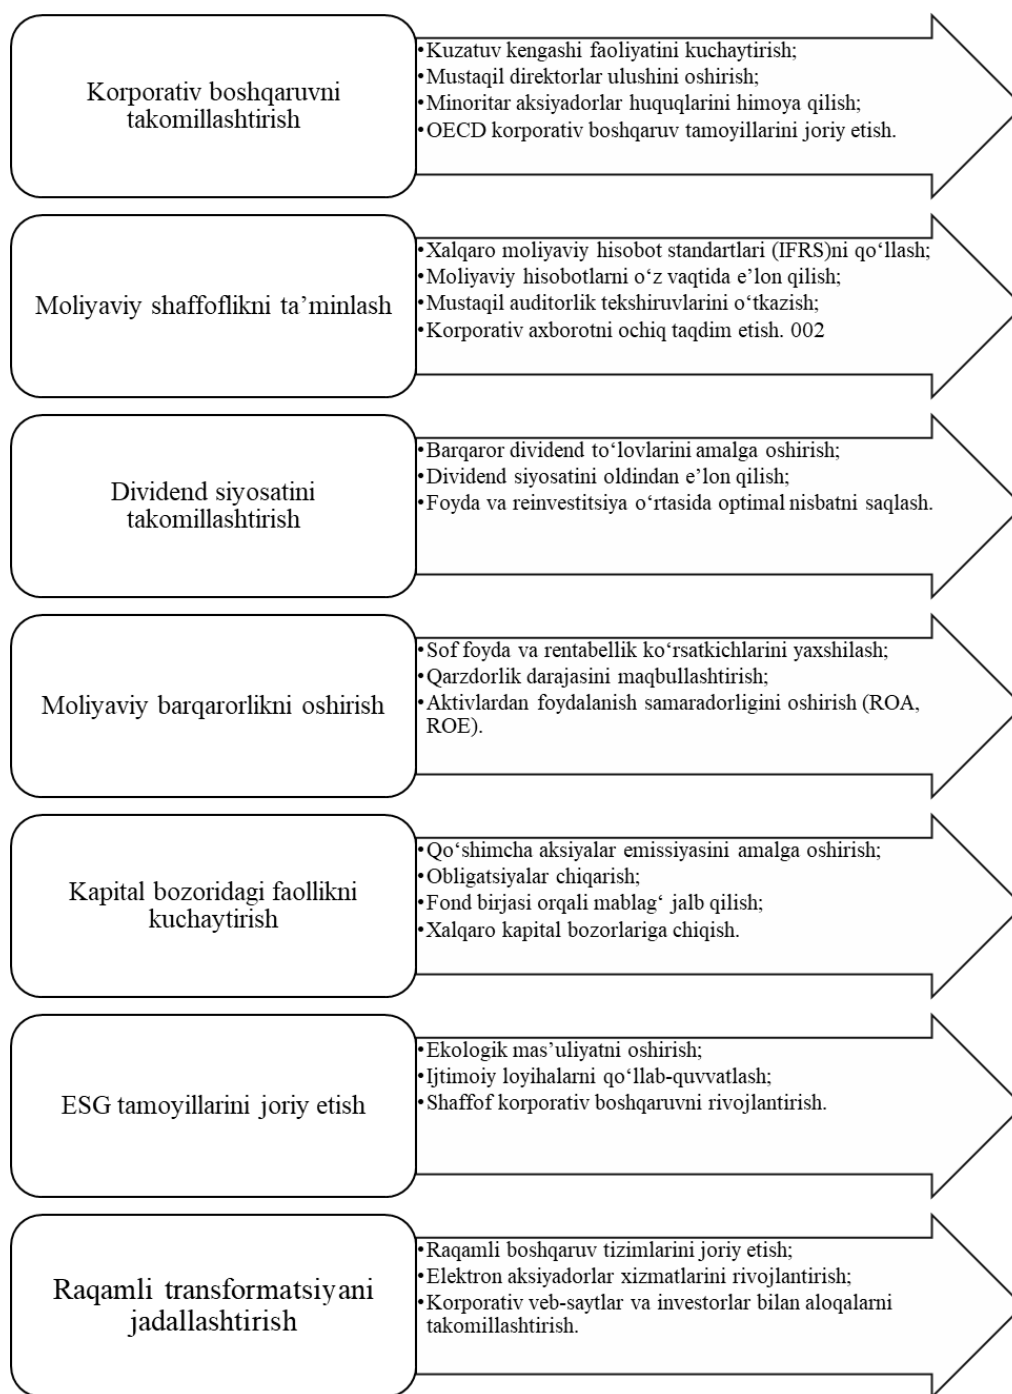 Korporativ boshqaruvni
takomillashtirish
•Kuzatuv kengashi faoliyatini kuchaytirish;
•Mustaqil direktorlar ulushini oshirish;
•Minoritar aksiyadorlar huquqlarini himoya qilish;
•OECD korporativ boshqaruv tamoyillarini joriy etish.
Moliyaviy shaffoflikni ta’minlash
•Xalqaro moliyaviy hisobot standartlari (IFRS)ni qo‘llash;
•Moliyaviy hisobotlarni o‘z vaqtida e’lon qilish;
•Mustaqil auditorlik tekshiruvlarini o‘tkazish;
•Korporativ axborotni ochiq taqdim etish. 002
Dividend siyosatini
takomillashtirish
•Barqaror dividend to‘lovlarini amalga oshirish;
•Dividend siyosatini oldindan e’lon qilish;
•Foyda va reinvestitsiya o‘rtasida optimal nisbatni saqlash.
Moliyaviy barqarorlikni oshirish
•Sof foyda va rentabellik ko‘rsatkichlarini yaxshilash;
•Qarzdorlik darajasini maqbullashtirish;
•Aktivlardan foydalanish samaradorligini oshirish (ROA,
ROE).
Kapital bozoridagi faollikni
kuchaytirish
•Qo‘shimcha aksiyalar emissiyasini amalga oshirish;
•Obligatsiyalar chiqarish;
•Fond birjasi orqali mablag‘ jalb qilish;
•Xalqaro kapital bozorlariga chiqish.
ESG tamoyillarini joriy etish
•Ekologik mas’uliyatni oshirish;
•Ijtimoiy loyihalarni qo‘llab-quvvatlash;
•Shaffof korporativ boshqaruvni rivojlantirish.
Raqamli transformatsiyani
jadallashtirish
•Raqamli boshqaruv tizimlarini joriy etish;
•Elektron aksiyadorlar xizmatlarini rivojlantirish;
•Korporativ veb-saytlar va investorlar bilan aloqalarni
takomillashtirish.